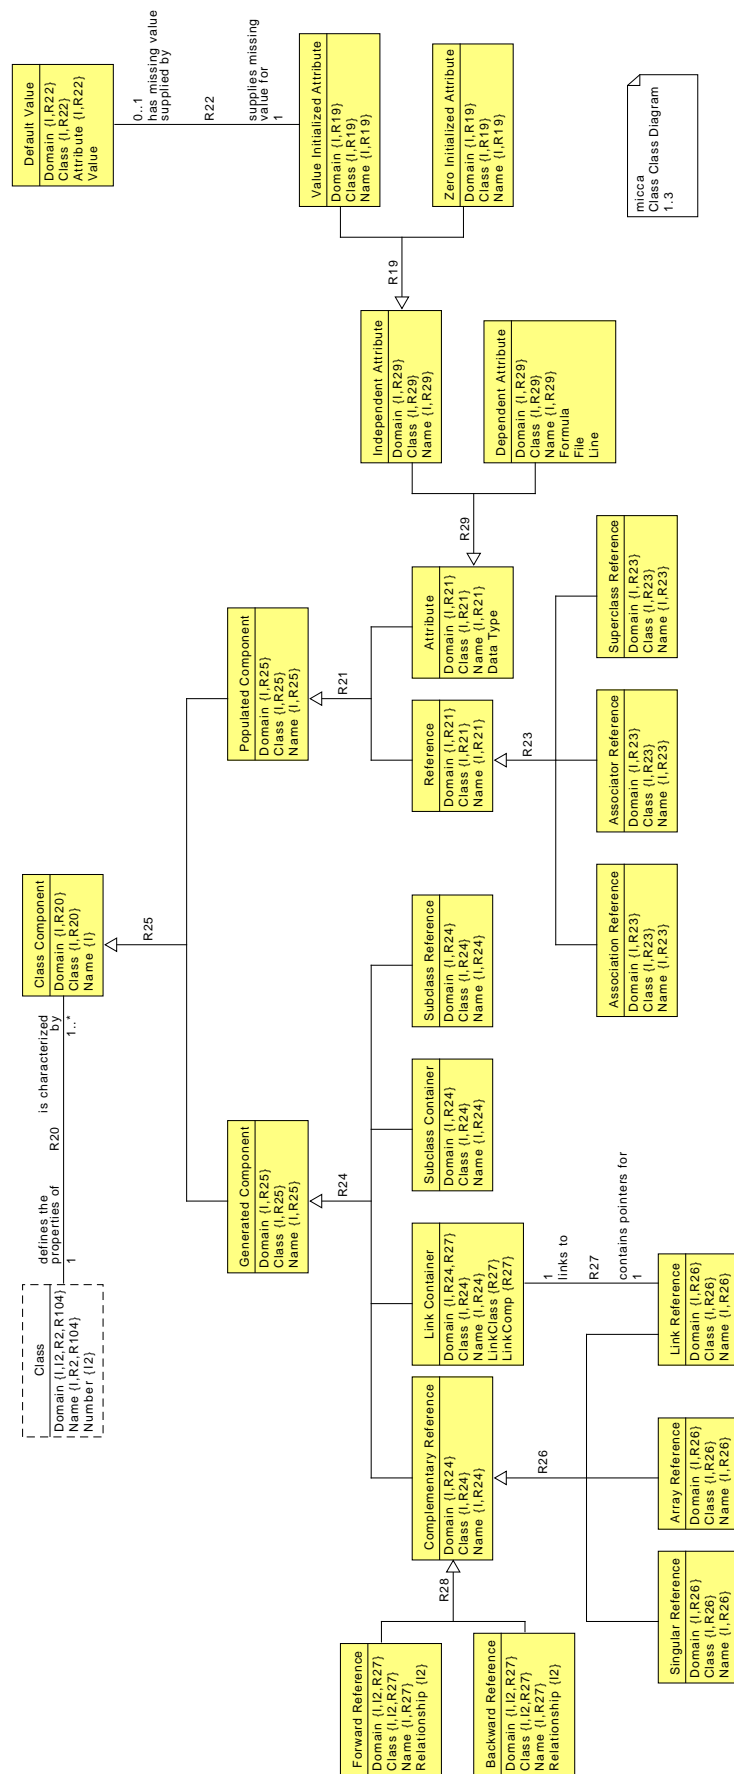 Class
Domain {I,I2,R2,R104}
Name {I,R2,R104}
Number {I2}
defines the
properties of
1
R20
is characterized
by
1..*
Class Component
Domain {I,R20}
Class {I,R20}
Name {I}
R25
Generated Component
Domain {I,R25}
Class {I,R25}
Name {I,R25}
Populated Component
Domain {I,R25}
Class {I,R25}
Name {I,R25}
R24
R21
Forward Reference
Domain {I,I2,R27}
Class {I,I2,R27}
Name {I,R27}
Relationship {I2}
Backward Reference
Domain {I,I2,R27}
Class {I,I2,R27}
Name {I,R27}
Relationship {I2}
R28
Complementary Reference
Domain {I,R24}
Class {I,R24}
Name {I,R24}
Link Container
Domain {I,R24,R27}
Class {I,R24}
Name {I,R24}
LinkClass {R27}
LinkComp {R27}
Subclass Container
Domain {I,R24}
Class {I,R24}
Name {I,R24}
Subclass Reference
Domain {I,R24}
Class {I,R24}
Name {I,R24}
Reference
Domain {I,R21}
Class {I,R21}
Name {I,R21}
Attribute
Domain {I,R21}
Class {I,R21}
Name {I,R21}
Data Type
R26
1
links to
R27
contains pointers for
1
R23
Singular Reference
Domain {I,R26}
Class {I,R26}
Name {I,R26}
Array Reference
Domain {I,R26}
Class {I,R26}
Name {I,R26}
Link Reference
Domain {I,R26}
Class {I,R26}
Name {I,R26}
Association Reference
Domain {I,R23}
Class {I,R23}
Name {I,R23}
Associator Reference
Domain {I,R23}
Class {I,R23}
Name {I,R23}
Superclass Reference
Domain {I,R23}
Class {I,R23}
Name {I,R23}
R29
Independent Attribute
Domain {I,R29}
Class {I,R29}
Name {I,R29}
Dependent Attribute
Domain {I,R29}
Class {I,R29}
Name {I,R29}
Formula
File
Line
R19
Default Value
Domain {I,R22}
Class {I,R22}
Attribute {I,R22}
Value
0..1
has missing value
supplied by
R22
supplies missing
value for
1
Value Initialized Attribute
Domain {I,R19}
Class {I,R19}
Name {I,R19}
Zero Initialized Attribute
Domain {I,R19}
Class {I,R19}
Name {I,R19}
micca
Class Class Diagram
1.3